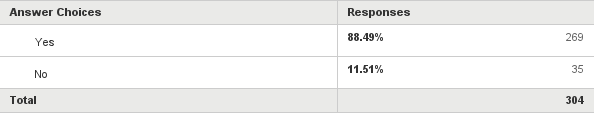 Answer Choices Responses
Yes 88.49% 269
No 11.51% 35
Total 304